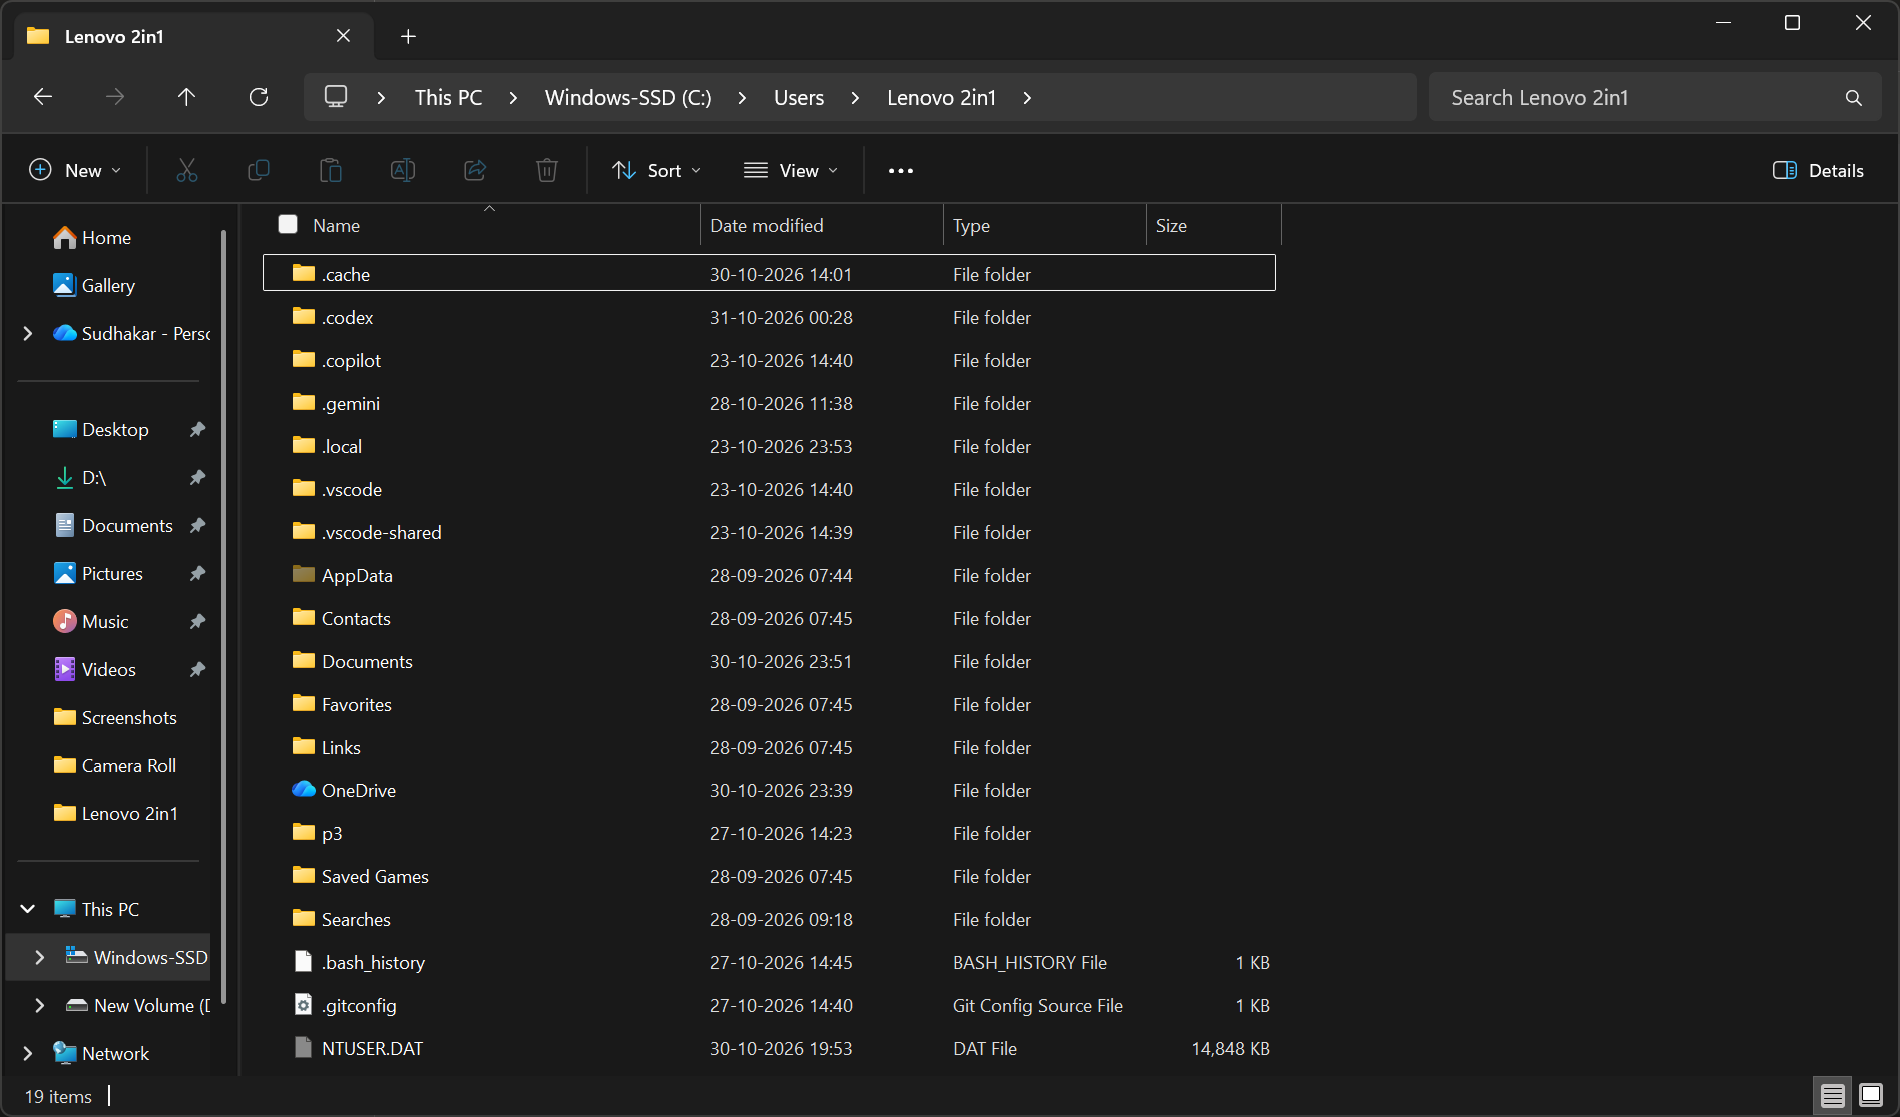 Lenovo 2in1
This PC Windows-SSD (C:) Users Lenovo 2in1 Search Lenovo 2in1
New Sort View Details
Name Date modified Type Size
Home
Gallery
Sudhakar - Perso
Desktop
D:\
Documents
Pictures
Music
Videos
Screenshots
Camera Roll
Lenovo 2in1
This PC
Windows-SSD
New Volume (D
Network
.cache 30-10-2026 14:01 File folder
.codex 31-10-2026 00:28 File folder
.copilot 23-10-2026 14:40 File folder
.gemini 28-10-2026 11:38 File folder
.local 23-10-2026 23:53 File folder
.vscode 23-10-2026 14:40 File folder
.vscode-shared 23-10-2026 14:39 File folder
AppData 28-09-2026 07:44 File folder
Contacts 28-09-2026 07:45 File folder
Documents 30-10-2026 23:51 File folder
Favorites 28-09-2026 07:45 File folder
Links 28-09-2026 07:45 File folder
OneDrive 30-10-2026 23:39 File folder
p3 27-10-2026 14:23 File folder
Saved Games 28-09-2026 07:45 File folder
Searches 28-09-2026 09:18 File folder
.bash_history 27-10-2026 14:45 BASH_HISTORY File 1 KB
.gitconfig 27-10-2026 14:40 Git Config Source File 1 KB
NTUSER.DAT 30-10-2026 19:53 DAT File 14,848 KB
19 items